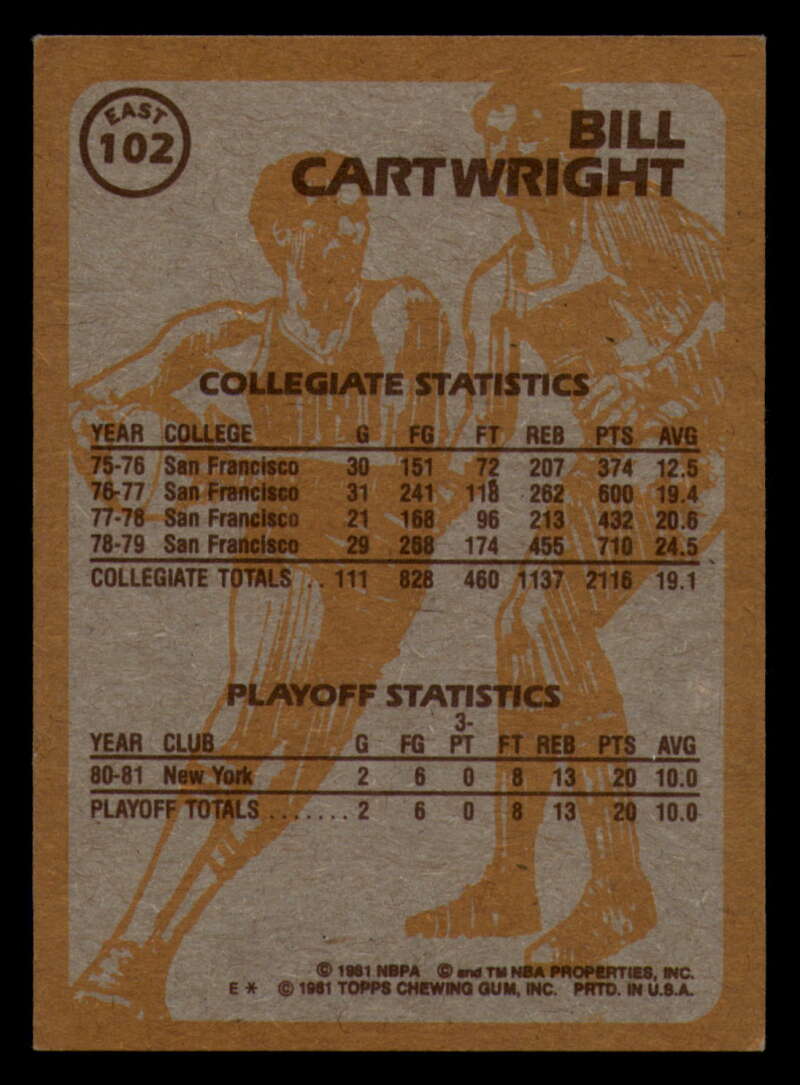 EAST
102
BILL
CARTWRIGHT
COLLEGIATE STATISTICS
YEAR COLLEGE G FG FT REB PTS AVG
75-76 San Francisco 30 151 72 207 374 12.5
76-77 San Francisco 31 241 118 262 600 19.4
77-78 San Francisco 21 168 96 213 432 20.6
78-79 San Francisco 29 268 174 455 710 24.5
COLLEGIATE TOTALS .. 111 828 460 1137 2116 19.1
PLAYOFF STATISTICS
YEAR CLUB G FG 3-PT FT REB PTS AVG
80-81 New York 2 6 0 8 13 20 10.0
PLAYOFF TOTALS ....... 2 6 0 8 13 20 10.0
© 1981 NBPA © and TM NBA PROPERTIES, INC.
E * © 1981 TOPPS CHEWING GUM, INC. PRTD. IN U.S.A.